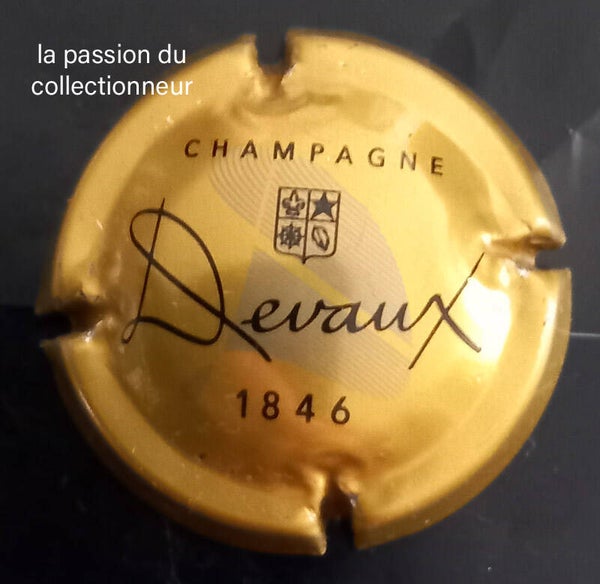 la passion du
collectionneur
CHAMPAGNE
Devaux
1846